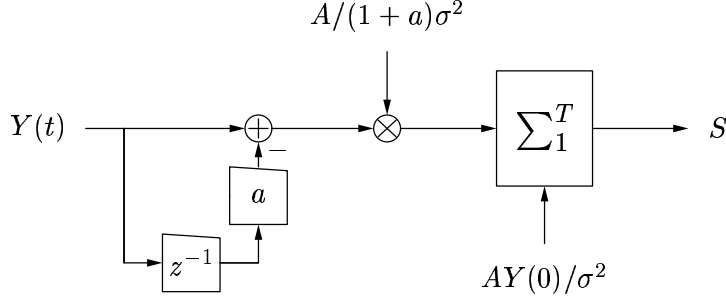 A/(1 + a)σ²
Y(t)
+
−
a
z⁻¹
×
∑₁ᵀ
S
AY(0)/σ²